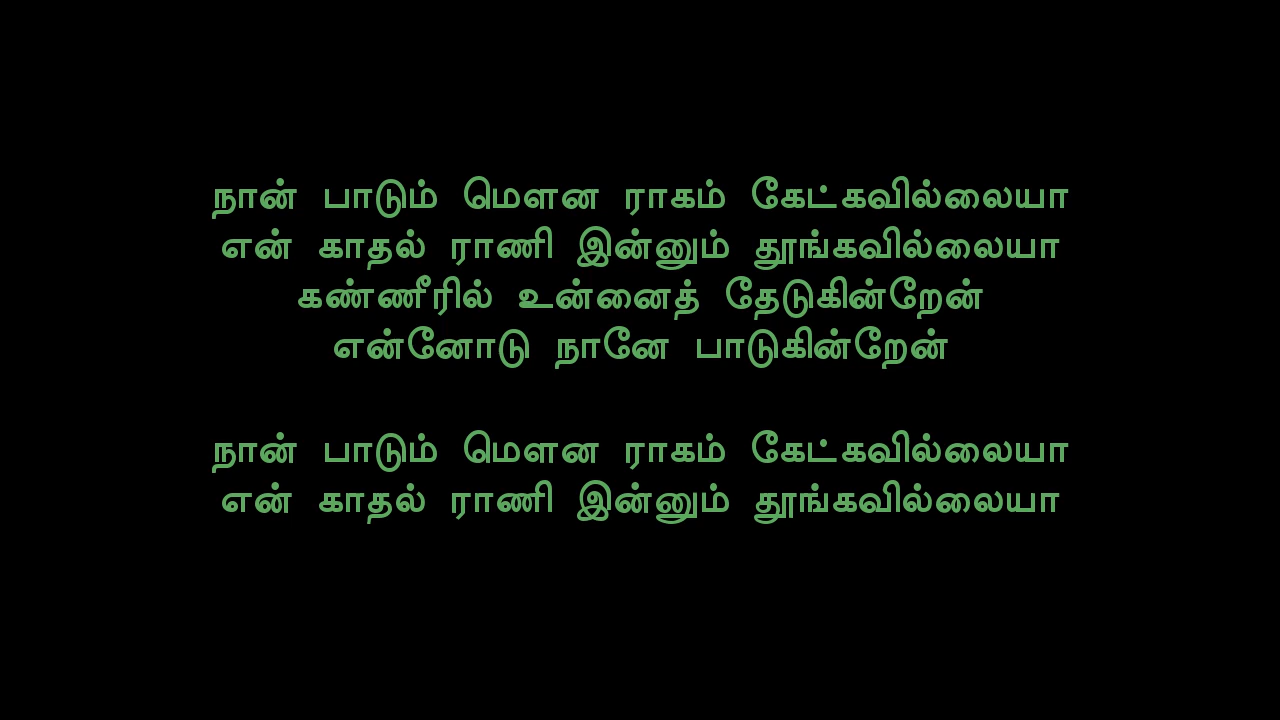 நான் பாடும் மௌன ராகம் கேட்கவில்லையா
என் காதல் ராணி இன்னும் தூங்கவில்லையா
கண்ணீரில் உன்னைத் தேடுகின்றேன்
என்னோடு நானே பாடுகின்றேன்
நான் பாடும் மௌன ராகம் கேட்கவில்லையா
என் காதல் ராணி இன்னும் தூங்கவில்லையா